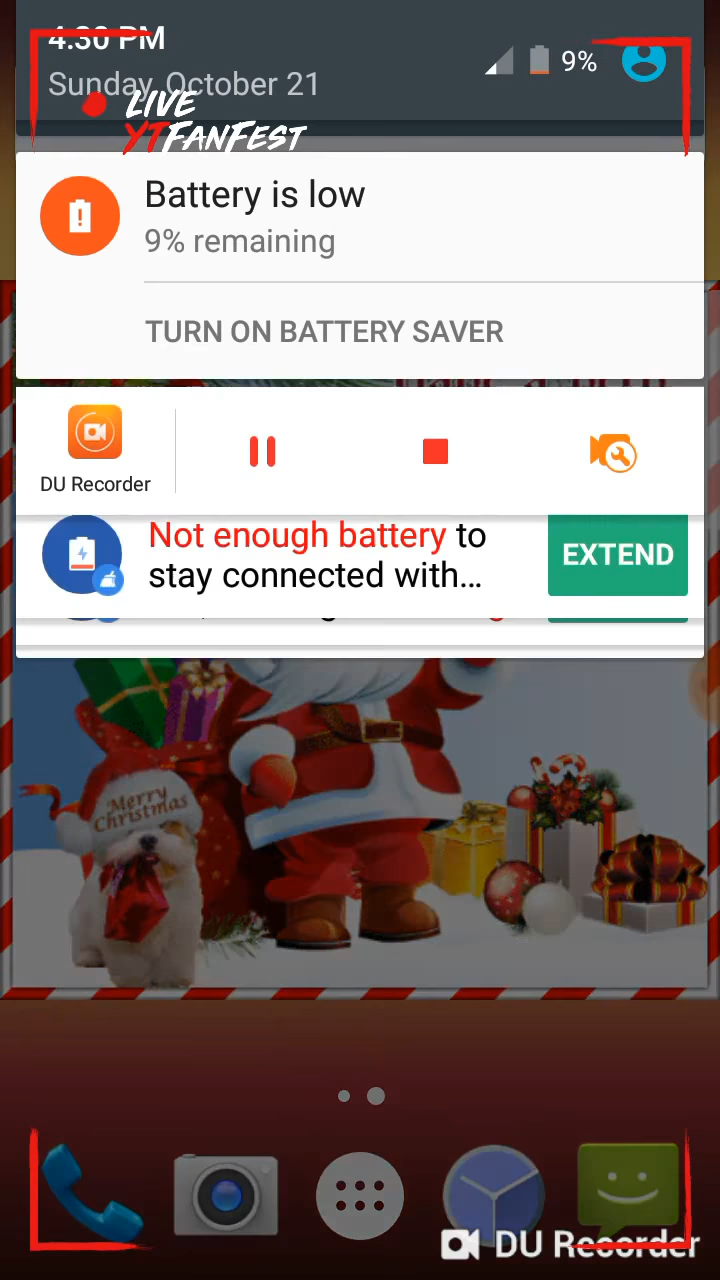 4:30 PM
9%
Sunday, October 21
LIVE
YTFANFEST
Battery is low
9% remaining
TURN ON BATTERY SAVER
DU Recorder
Not enough battery to
stay connected with...
EXTEND
Merry
Christmas
DU Recorder